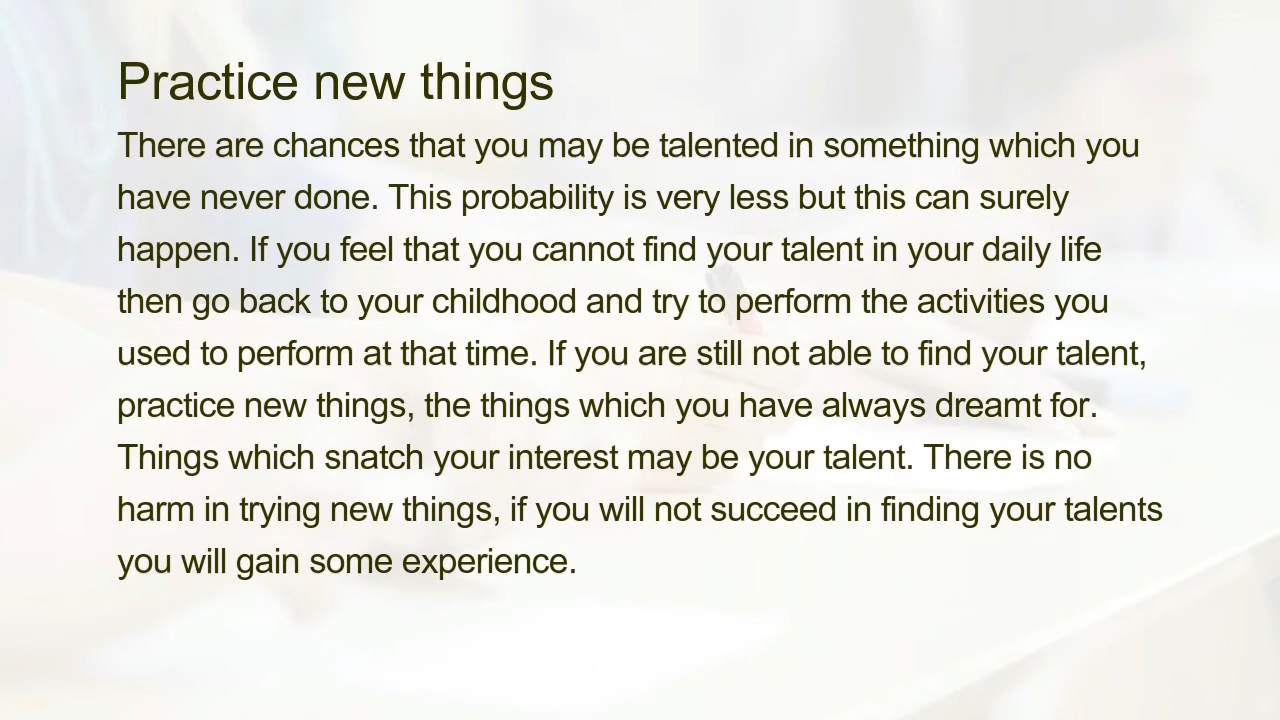 Practice new things
There are chances that you may be talented in something which you
have never done. This probability is very less but this can surely
happen. If you feel that you cannot find your talent in your daily life
then go back to your childhood and try to perform the activities you
used to perform at that time. If you are still not able to find your talent,
practice new things, the things which you have always dreamt for.
Things which snatch your interest may be your talent. There is no
harm in trying new things, if you will not succeed in finding your talents
you will gain some experience.